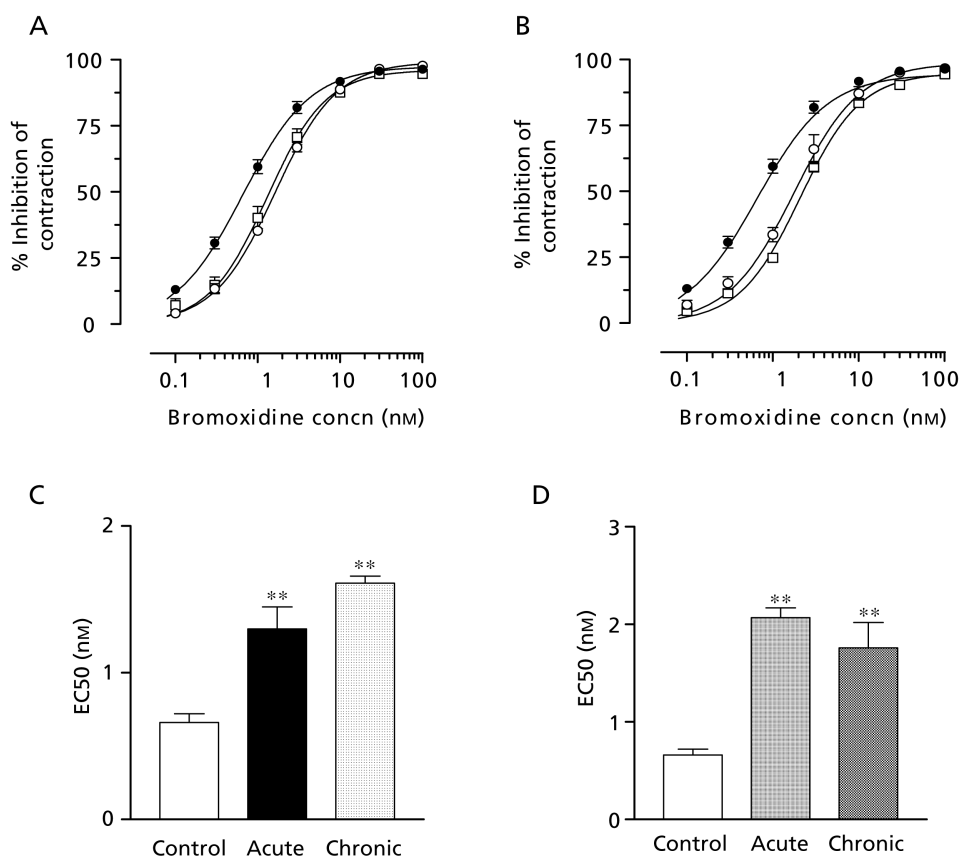 A
% Inhibition of
contraction
100
75
50
25
0
0.1 1 10 100
Bromoxidine concn (nM)
B
% Inhibition of
contraction
100
75
50
25
0
0.1 1 10 100
Bromoxidine concn (nM)
C
EC50 (nM)
2
1
0
**
**
Control Acute Chronic
D
EC50 (nM)
3
2
1
0
**
**
Control Acute Chronic